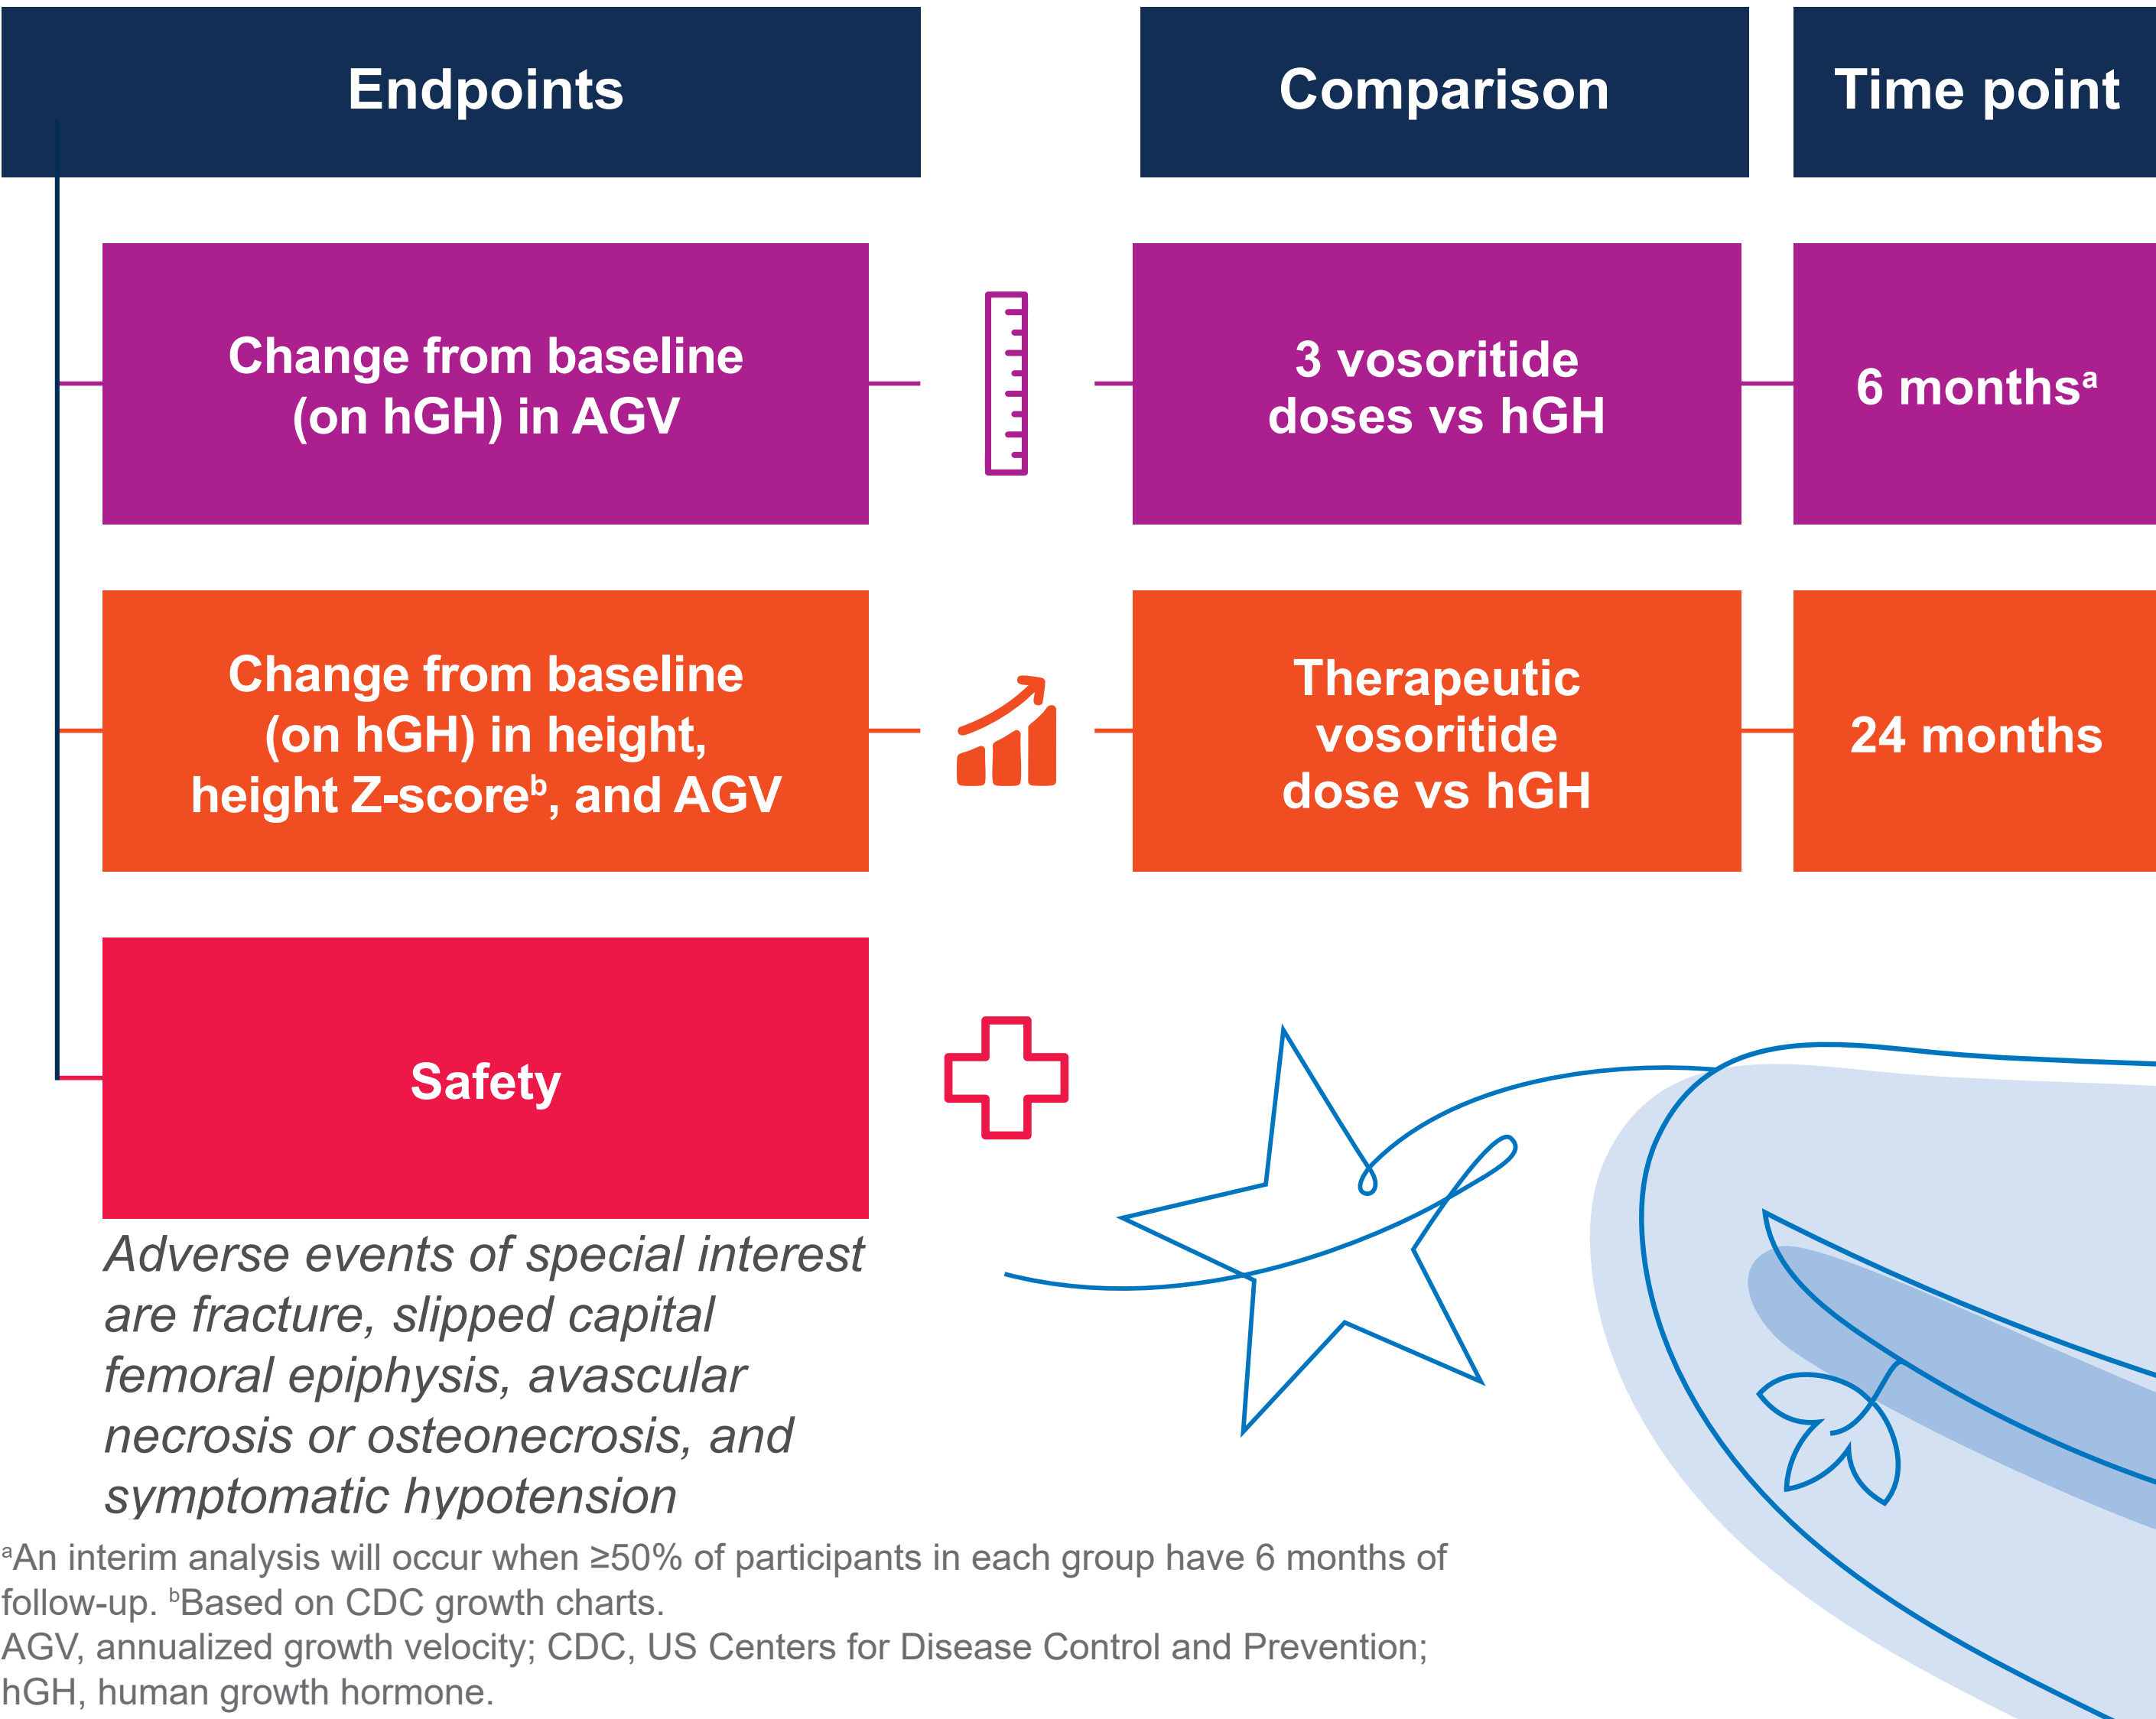 Endpoints
Comparison
Time point
Change from baseline
(on hGH) in AGV
3 vosoritide
doses vs hGH
6 monthsᵃ
Change from baseline
(on hGH) in height,
height Z-scoreᵇ, and AGV
Therapeutic
vosoritide
dose vs hGH
24 months
Safety
Adverse events of special interest
are fracture, slipped capital
femoral epiphysis, avascular
necrosis or osteonecrosis, and
symptomatic hypotension
ᵃAn interim analysis will occur when ≥50% of participants in each group have 6 months of
follow-up. ᵇBased on CDC growth charts.
AGV, annualized growth velocity; CDC, US Centers for Disease Control and Prevention;
hGH, human growth hormone.